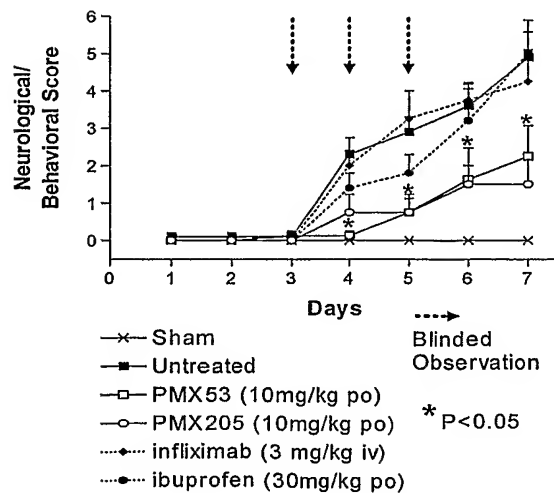 6
5
4
3
2
1
0
Neurological/
Behavioral Score
*
*
*
*
0 1 2 3 4 5 6 7
Days
Sham
Untreated
PMX53 (10mg/kg po)
PMX205 (10mg/kg po)
infliximab (3 mg/kg iv)
ibuprofen (30mg/kg po)
Blinded
Observation
* P<0.05